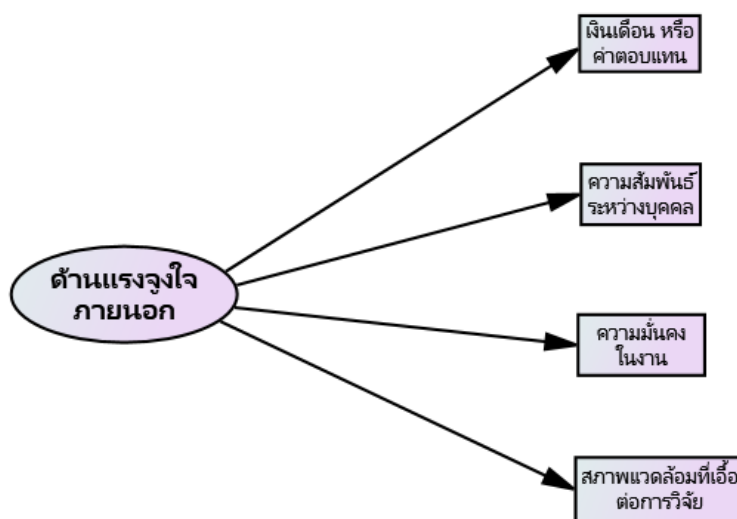 เงินเดือน หรือ
ค่าตอบแทน
ความสัมพันธ์
ระหว่างบุคคล
ด้านแรงจูงใจ
ภายนอก
ความมั่นคง
ในงาน
สภาพแวดล้อมที่เอื้อ
ต่อการวิจัย